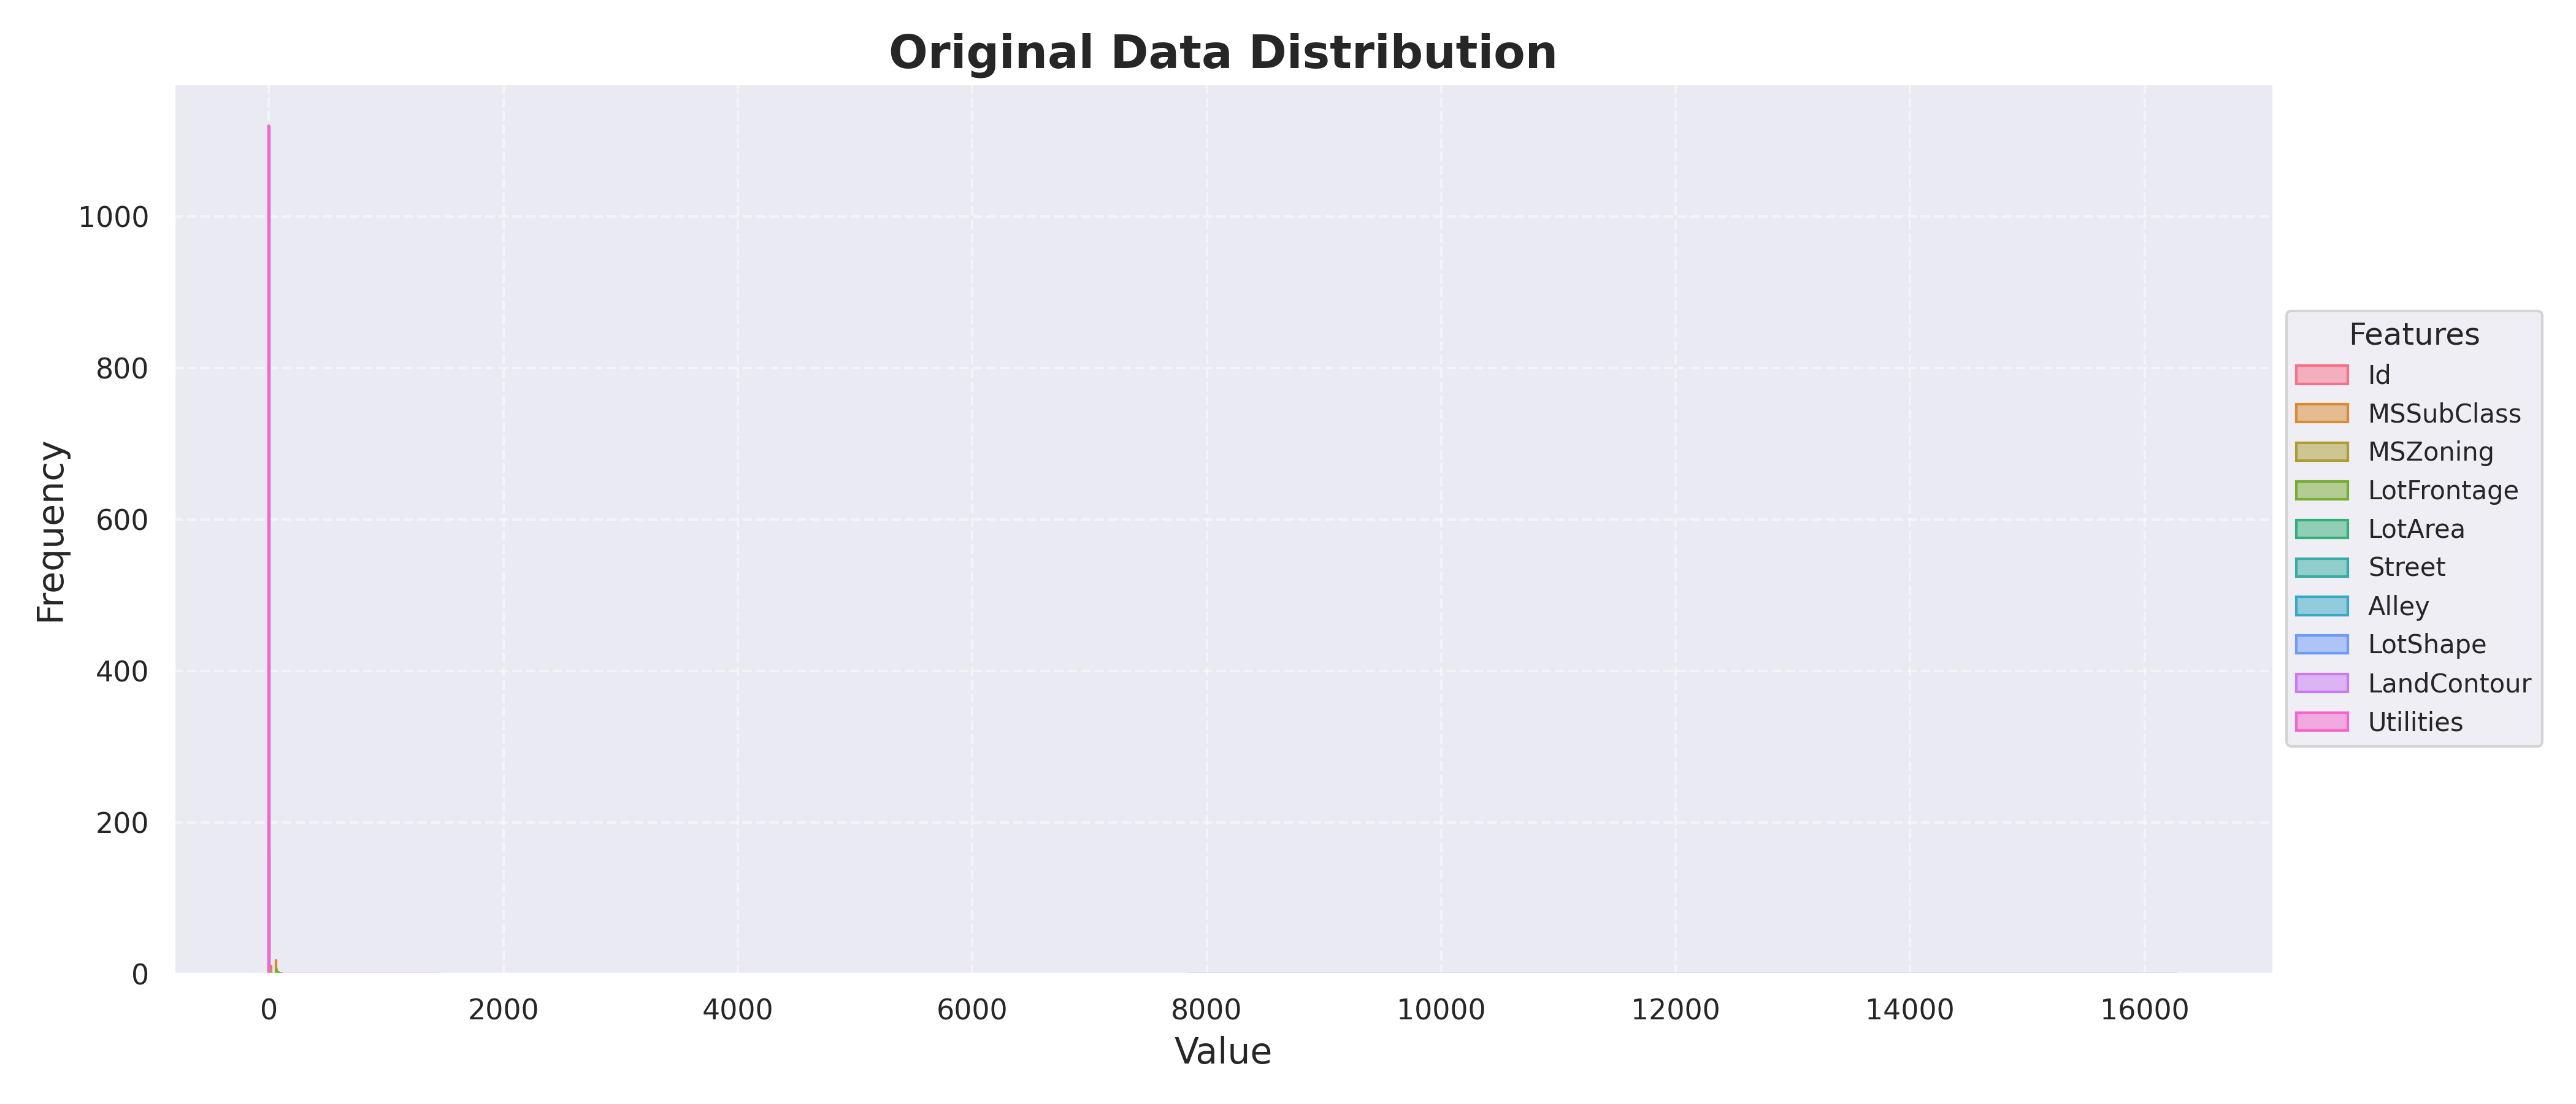 Original Data Distribution
Frequency
1000
800
600
400
200
0
0 2000 4000 6000 8000 10000 12000 14000 16000
Value
Features
Id
MSSubClass
MSZoning
LotFrontage
LotArea
Street
Alley
LotShape
LandContour
Utilities